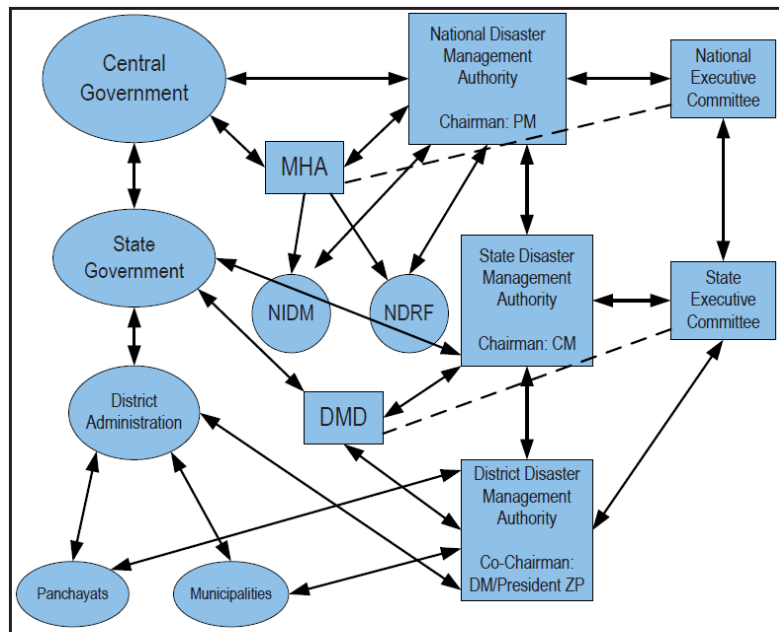 Central
Government
National Disaster
Management
Authority
Chairman: PM
National
Executive
Committee
MHA
State
Government
NIDM
NDRF
State Disaster
Management
Authority
Chairman: CM
State
Executive
Committee
District
Administration
DMD
District Disaster
Management
Authority
Co-Chairman:
DM/President ZP
Panchayats
Municipalities